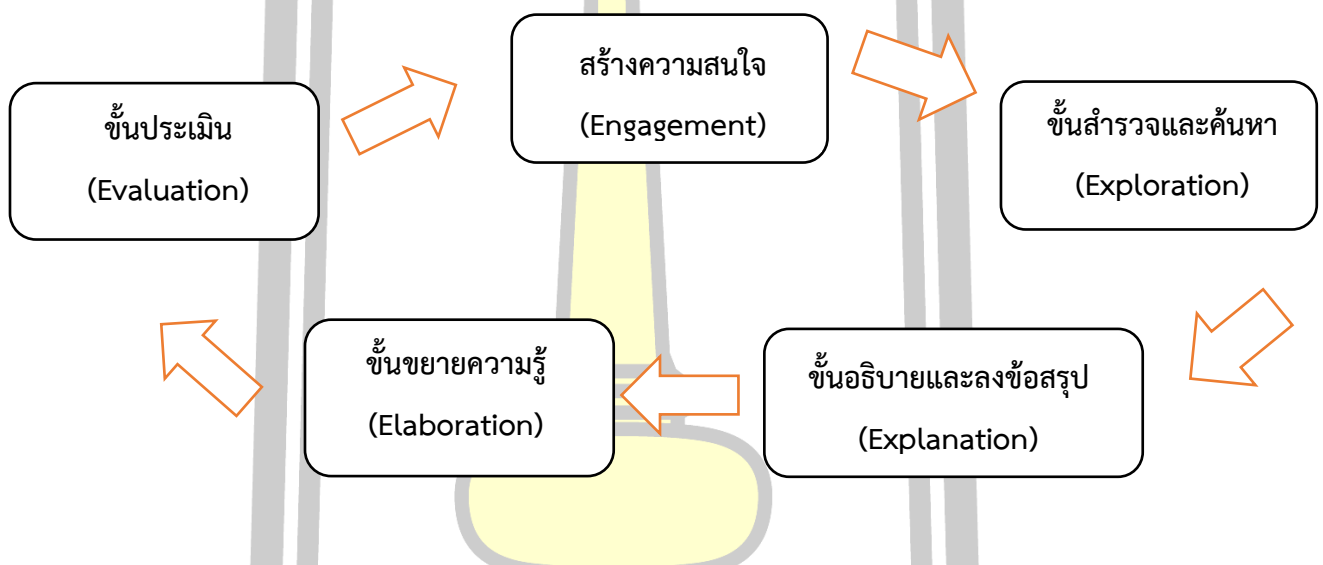 สร้างความสนใจ
(Engagement)
ขั้นสำรวจและค้นหา
(Exploration)
ขั้นอธิบายและลงข้อสรุป
(Explanation)
ขั้นขยายความรู้
(Elaboration)
ขั้นประเมิน
(Evaluation)